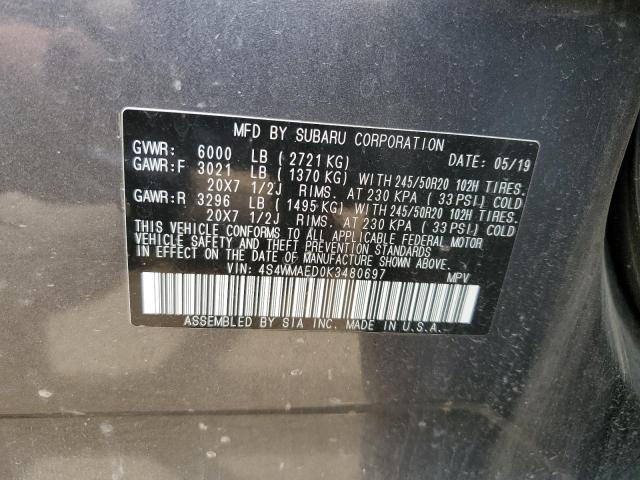 MFD BY SUBARU CORPORATION
GVWR: 6000 LB ( 2721 KG) DATE: 05/19
GAWR:F 3021 LB ( 1370 KG) WITH 245/50R20 102H TIRES.
20X7 1/2J RIMS. AT 230 KPA ( 33 PSI) COLD
GAWR:R 3296 LB ( 1495 KG) WITH 245/50R20 102H TIRES.
20X7 1/2J RIMS. AT 230 KPA ( 33 PSI) COLD
THIS VEHICLE CONFORMS TO ALL APPLICABLE FEDERAL MOTOR
VEHICLE SAFETY AND THEFT PREVENTION STANDARDS
IN EFFECT ON THE DATE OF MANUFACTURE SHOWN ABOVE.
VIN: 4S4WMAED0K3480697 MPV
ASSEMBLED BY SIA INC. MADE IN U.S.A.